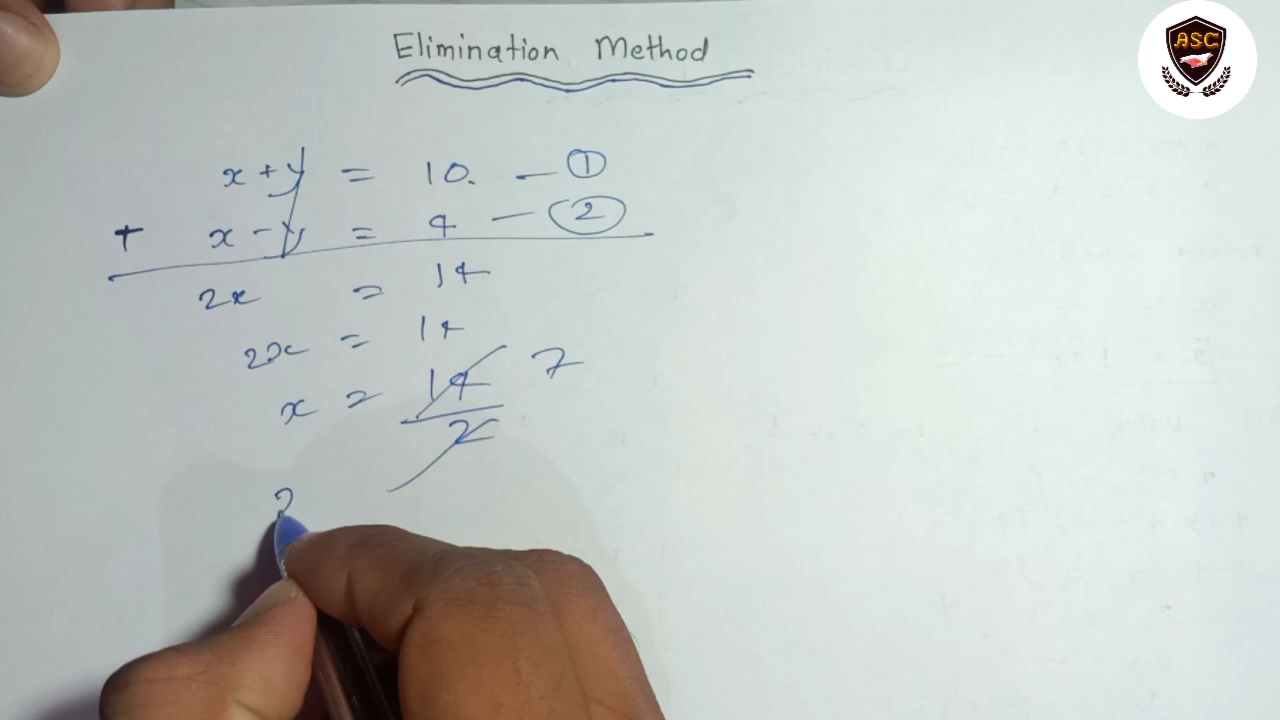 Elimination Method
ASC
x + y = 10. — ①
+ x - y = 4 — ②
2x = 14
2x = 14
x = 14/2 7